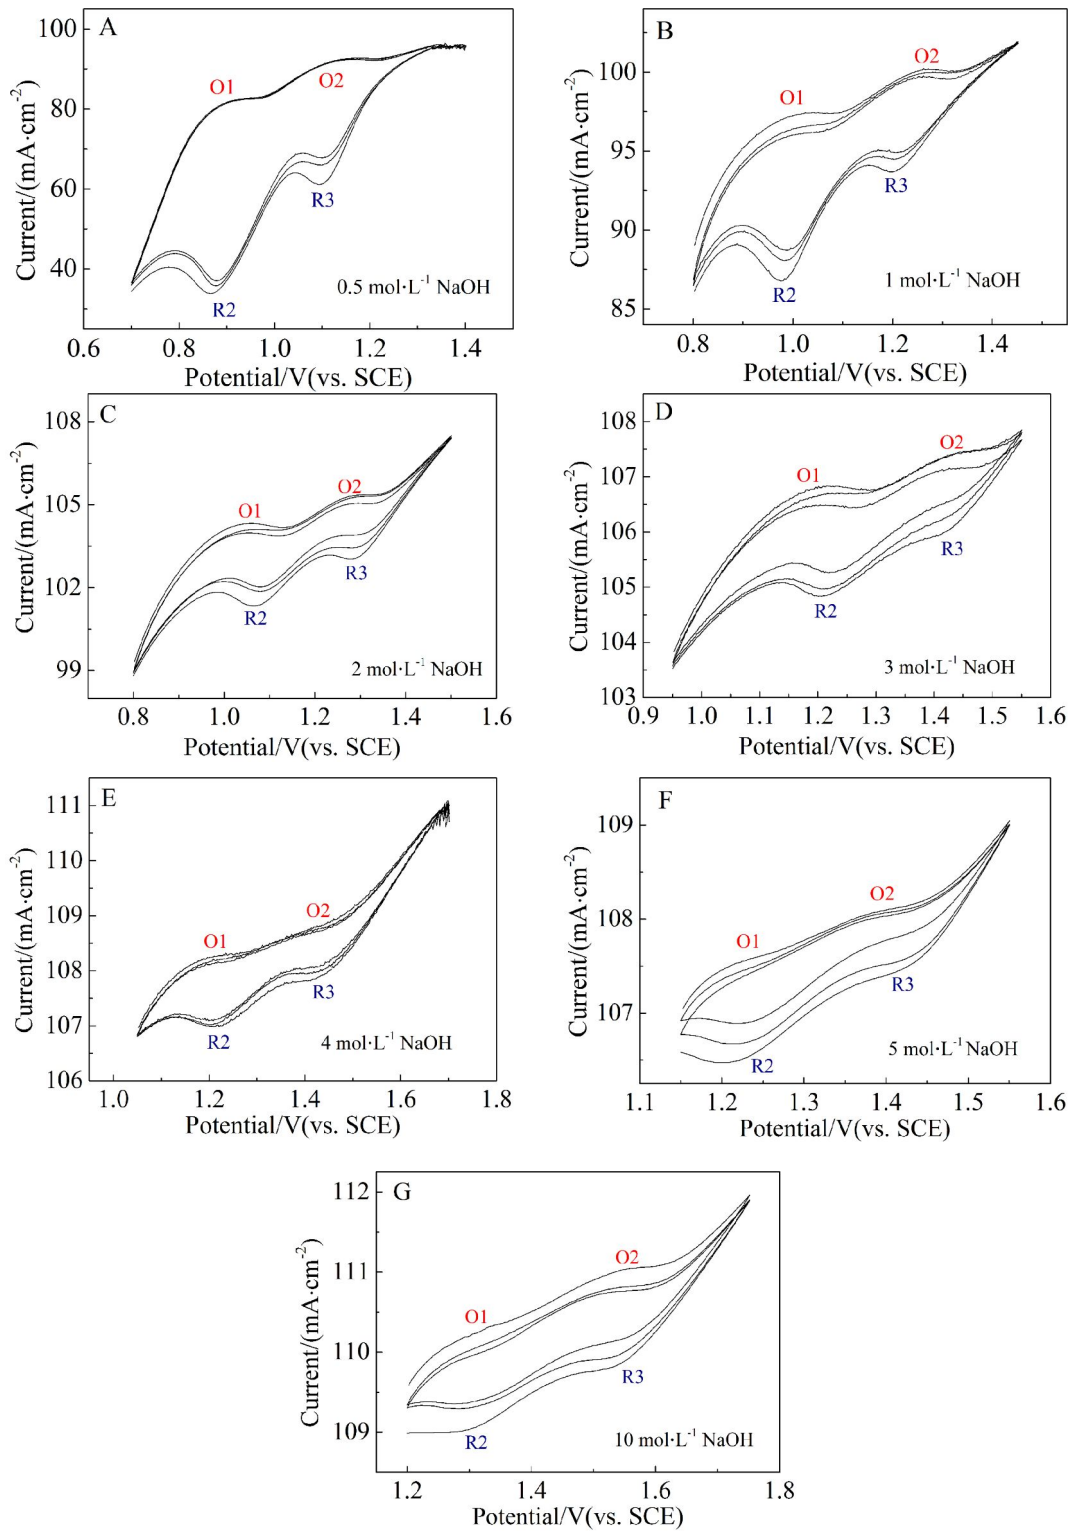 A
100
80
60
40
Current/(mA·cm-2)
O1
O2
R3
R2
0.5 mol·L-1 NaOH
0.6 0.8 1.0 1.2 1.4
Potential/V(vs. SCE)
B
100
95
90
85
Current/(mA·cm-2)
O1
O2
R3
R2
1 mol·L-1 NaOH
0.8 1.0 1.2 1.4
Potential/V(vs. SCE)
C
108
105
102
99
Current/(mA·cm-2)
O1
O2
R3
R2
2 mol·L-1 NaOH
0.8 1.0 1.2 1.4 1.6
Potential/V(vs. SCE)
D
108
107
106
105
104
103
Current/(mA·cm-2)
O1
O2
R3
R2
3 mol·L-1 NaOH
0.9 1.0 1.1 1.2 1.3 1.4 1.5 1.6
Potential/V(vs. SCE)
E
111
110
109
108
107
106
Current/(mA·cm-2)
O1
O2
R3
R2
4 mol·L-1 NaOH
1.0 1.2 1.4 1.6 1.8
Potential/V(vs. SCE)
F
109
108
107
Current/(mA·cm-2)
O1
O2
R3
R2
5 mol·L-1 NaOH
1.1 1.2 1.3 1.4 1.5 1.6
Potential/V(vs. SCE)
G
112
111
110
109
Current/(mA·cm-2)
O1
O2
R3
R2
10 mol·L-1 NaOH
1.2 1.4 1.6 1.8
Potential/V(vs. SCE)